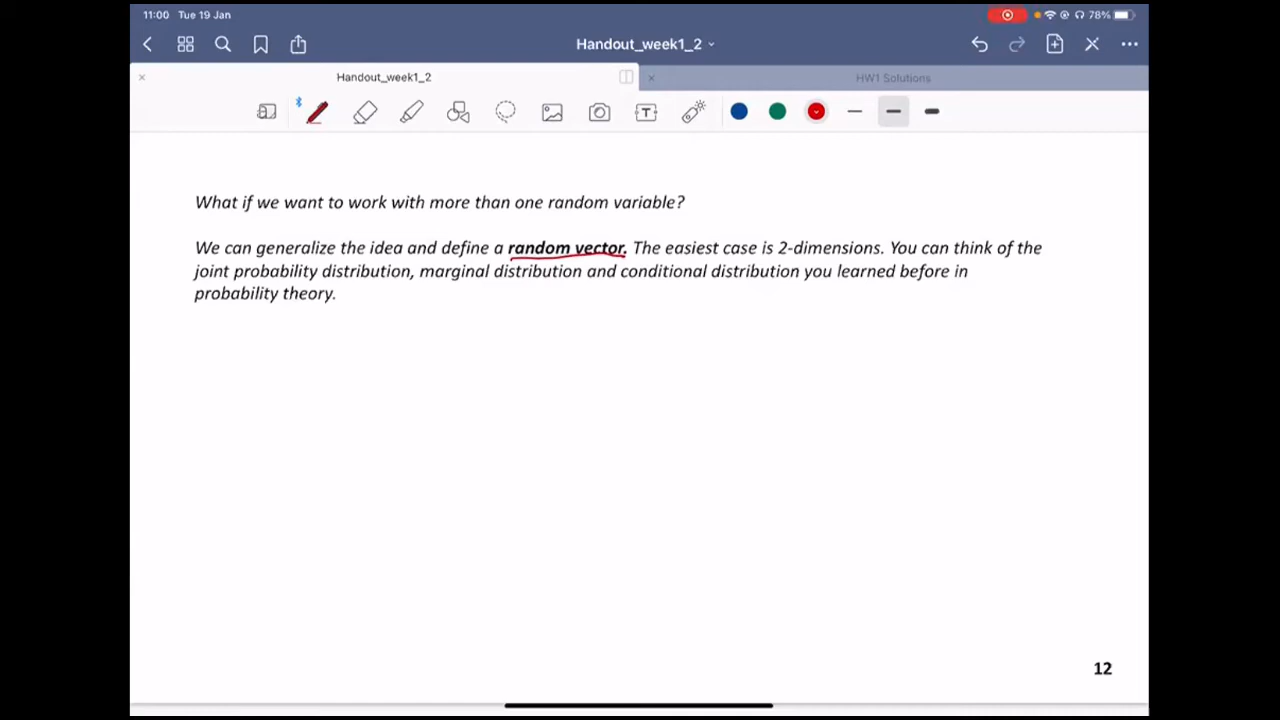 11:00 Tue 19 Jan 78%
Handout_week1_2
Handout_week1_2 HW1 Solutions
What if we want to work with more than one random variable?
We can generalize the idea and define a random vector. The easiest case is 2-dimensions. You can think of the
joint probability distribution, marginal distribution and conditional distribution you learned before in
probability theory.
12